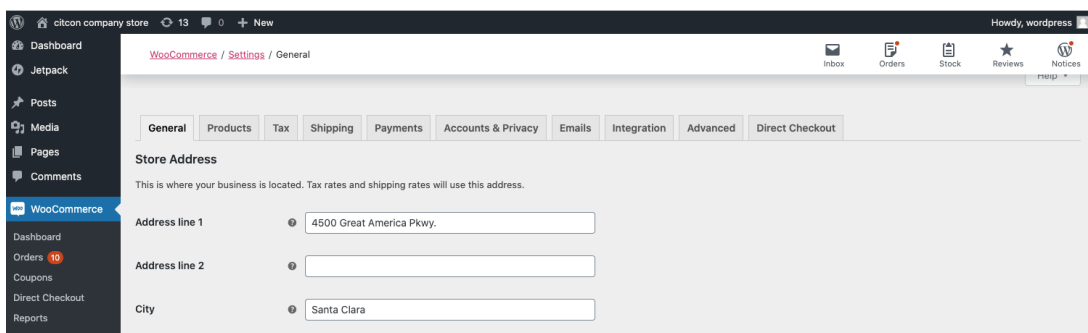 citcon company store 13 0 + New Howdy, wordpress
Dashboard
Jetpack
Posts
Media
Pages
Comments
WooCommerce
Dashboard
Orders 10
Coupons
Direct Checkout
Reports
WooCommerce / Settings / General
Inbox Orders Stock Reviews Notices
Help
General Products Tax Shipping Payments Accounts & Privacy Emails Integration Advanced Direct Checkout
Store Address
This is where your business is located. Tax rates and shipping rates will use this address.
Address line 1 4500 Great America Pkwy.
Address line 2
City Santa Clara